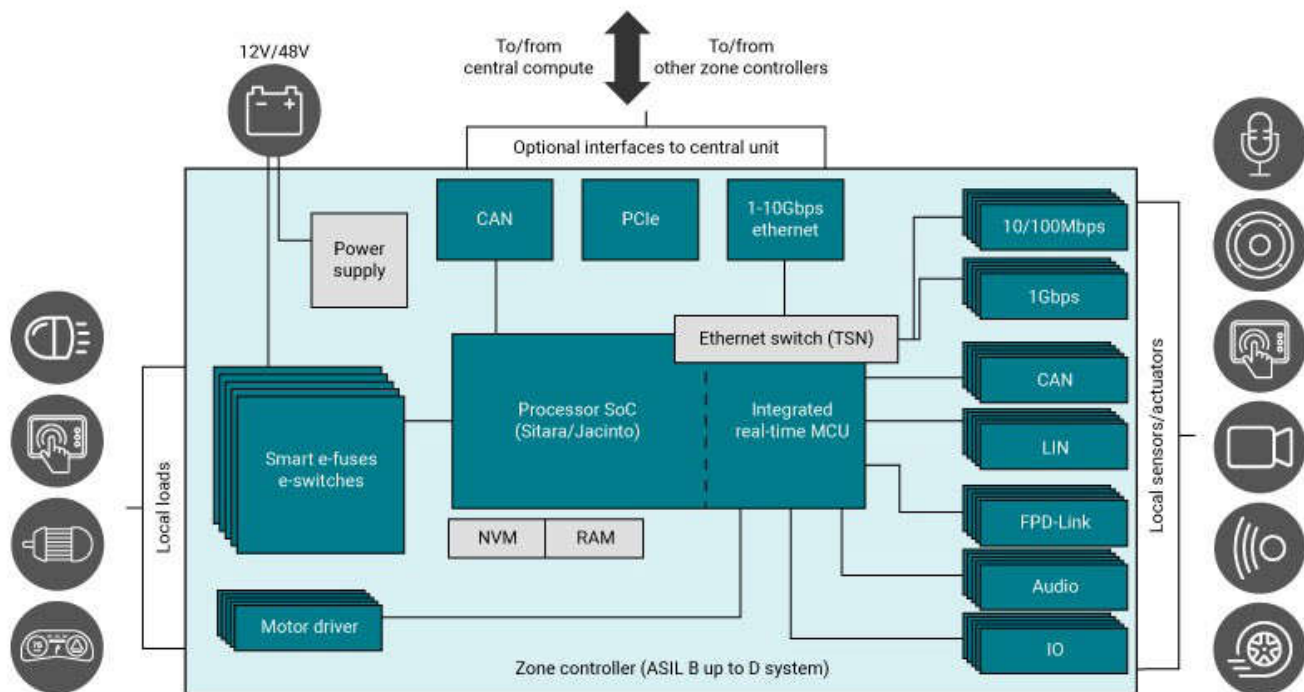 12V/48V
To/from
central compute
To/from
other zone controllers
Optional interfaces to central unit
CAN
PCIe
1-10Gbps
ethernet
Power
supply
10/100Mbps
1Gbps
Ethernet switch (TSN)
CAN
Processor SoC
(Sitara/Jacinto)
Integrated
real-time MCU
LIN
Smart e-fuses
e-switches
Local loads
Local sensors/actuators
FPD-Link
NVM
RAM
Audio
Motor driver
IO
Zone controller (ASIL B up to D system)